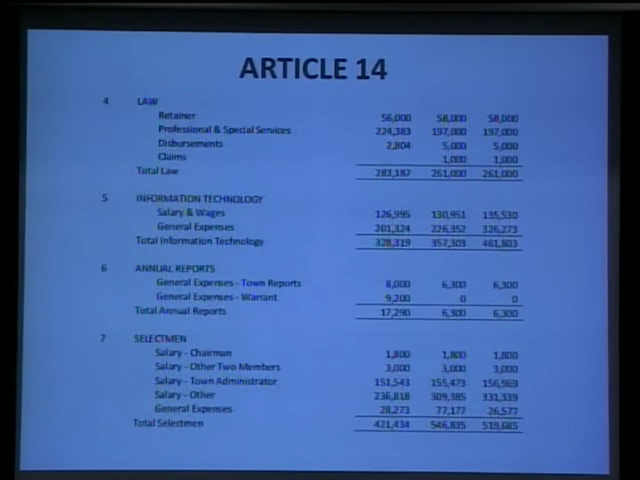 ARTICLE 14
4 LAW
Retainer 56,000 58,000 58,000
Professional & Special Services 224,383 197,000 197,000
Disbursements 2,804 5,000 5,000
Claims 1,000 1,000
Total Law 283,187 261,000 261,000
5 INFORMATION TECHNOLOGY
Salary & Wages 126,995 130,951 135,530
General Expenses 201,324 226,352 326,273
Total Information Technology 328,319 357,303 461,803
6 ANNUAL REPORTS
General Expenses - Town Reports 8,000 6,300 6,300
General Expenses - Warrant 9,200 0 0
Total Annual Reports 17,290 6,300 6,300
7 SELECTMEN
Salary - Chairman 1,800 1,800 1,800
Salary - Other Two Members 3,000 3,000 3,000
Salary - Town Administrator 151,543 155,473 156,969
Salary - Other 236,818 309,385 331,339
General Expenses 28,273 77,177 26,577
Total Selectmen 421,434 546,835 519,685